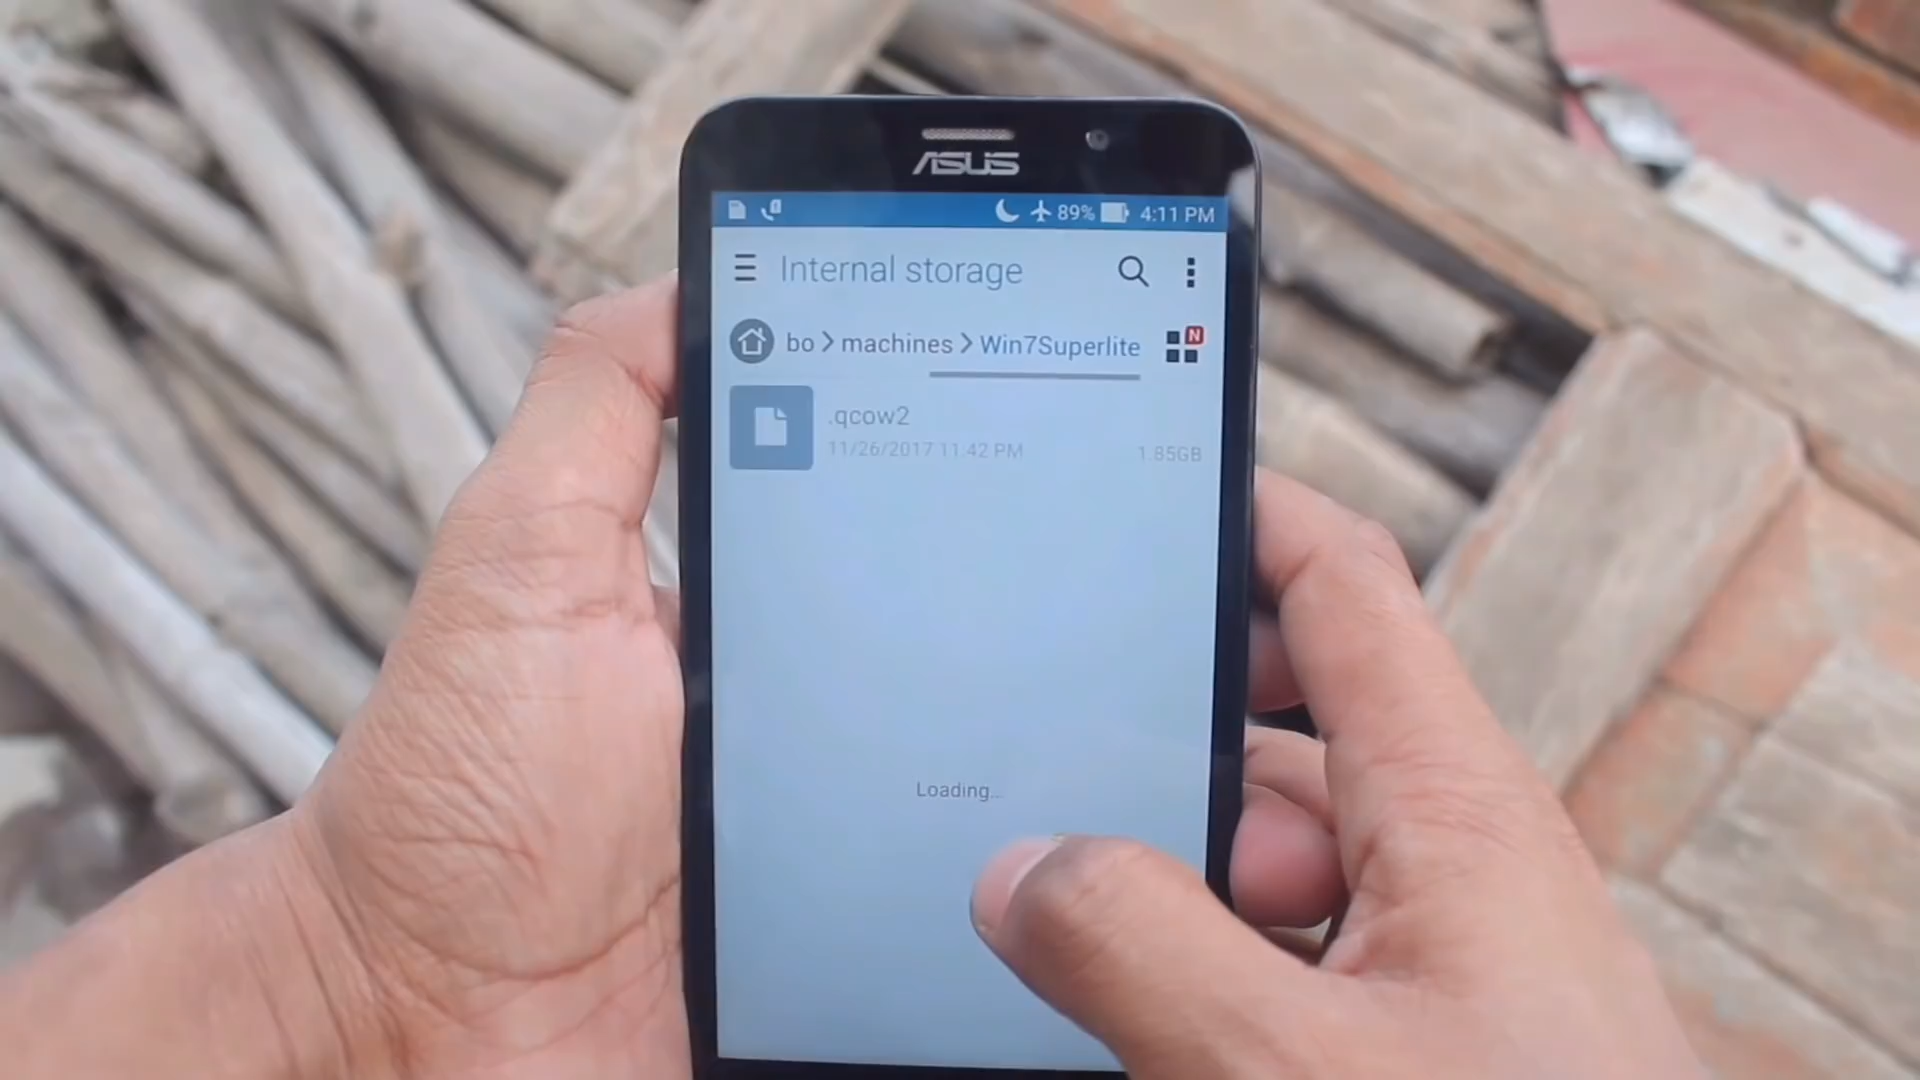 ASUS
89% 4:11 PM
Internal storage
bo > machines > Win7Superlite
N
.qcow2
11/26/2017 11:42 PM 1.85GB
Loading...